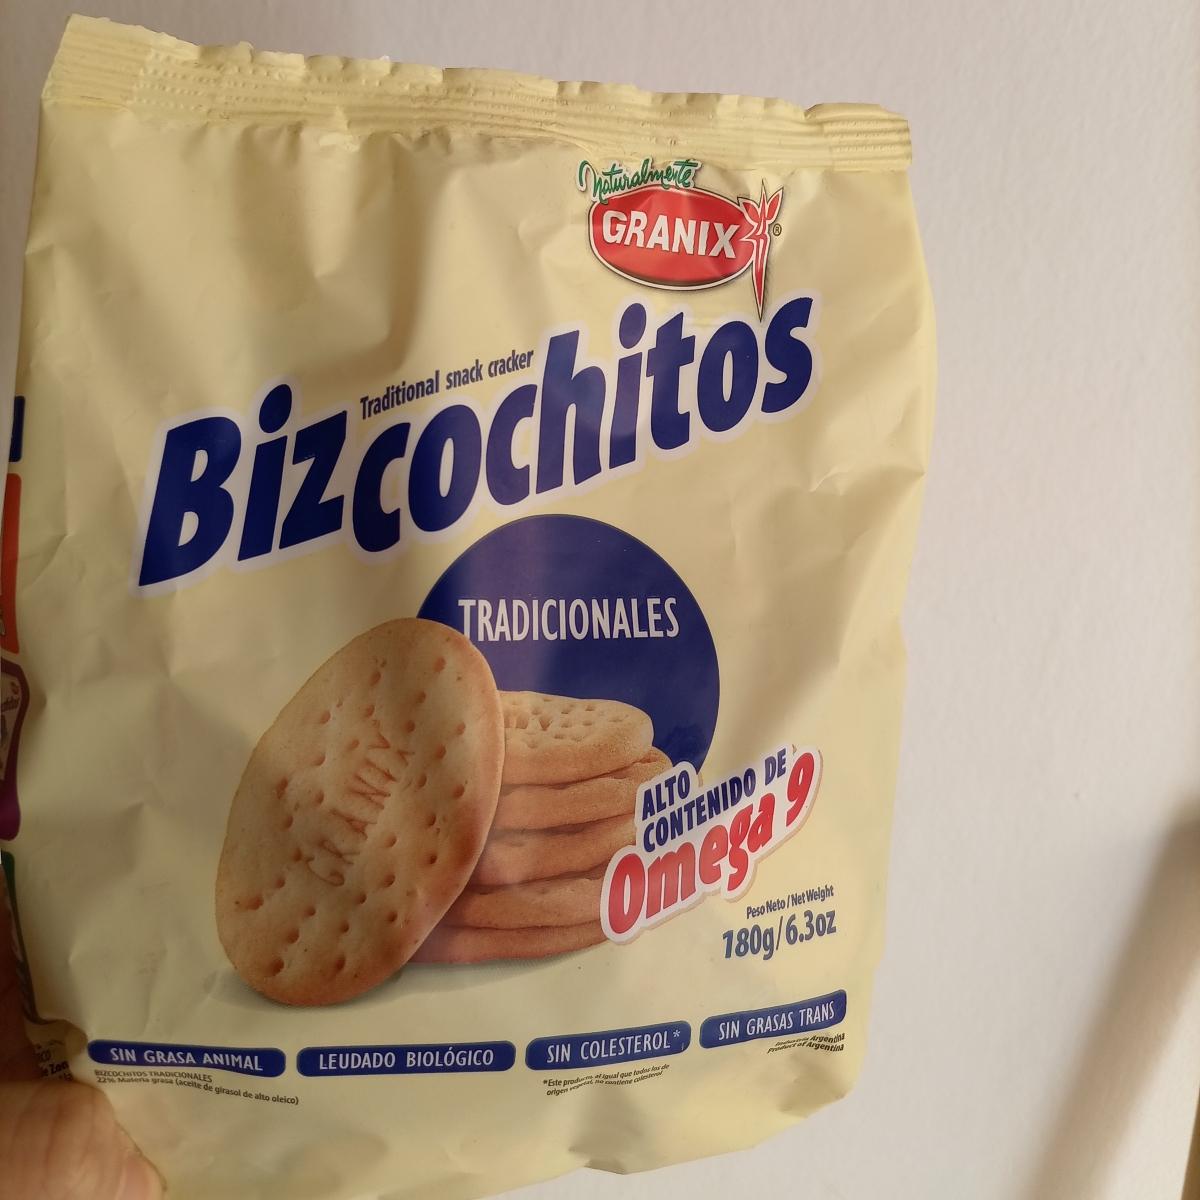 Naturalmente
GRANIX
®
Traditional snack cracker
Bizcochitos
TRADICIONALES
GRANIX
ALTO
CONTENIDO DE
Omega 9
Peso Neto / Net Weight
180g/6.3oz
SIN GRASA ANIMAL
LEUDADO BIOLÓGICO
SIN COLESTEROL*
SIN GRASAS TRANS
Industria Argentina
Product of Argentina
BIZCOCHITOS TRADICIONALES
22% Materia grasa (aceite de girasol de alto oleico)
*Este producto, al igual que todos los de
origen vegetal, no contiene colesterol